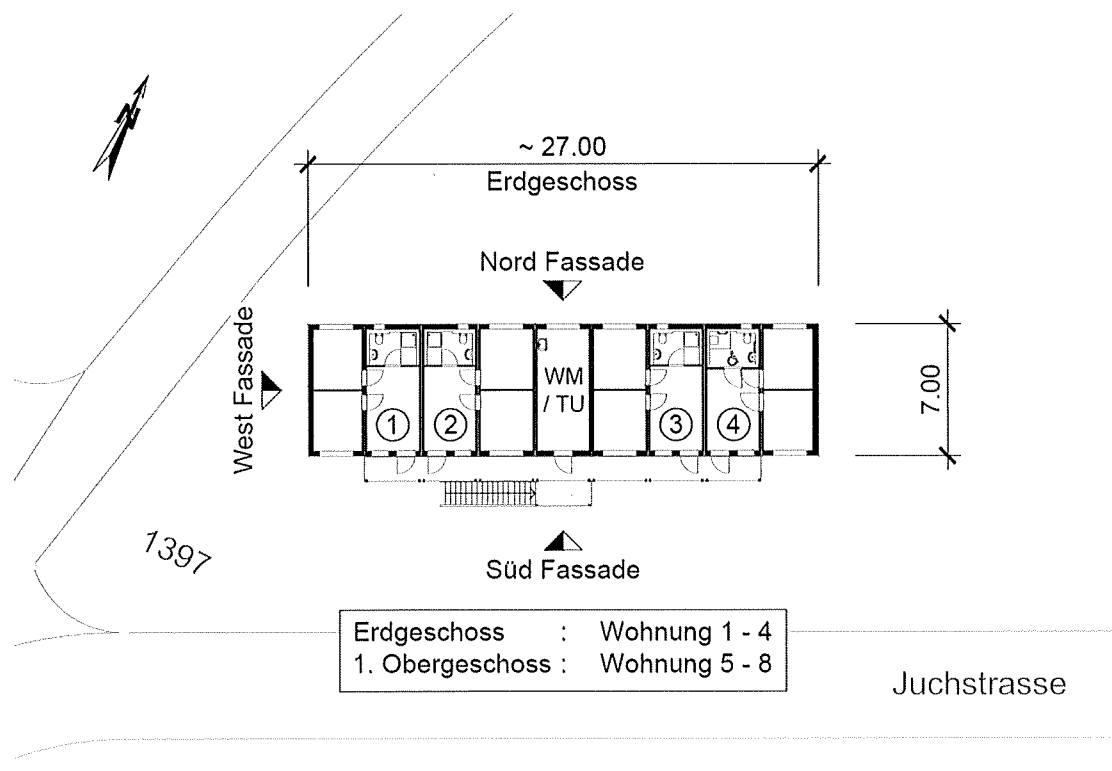 N
~ 27.00
Erdgeschoss
Nord Fassade
West Fassade
7.00
WM
/ TU
1
2
3
4
1397
Süd Fassade
Erdgeschoss : Wohnung 1 - 4
1. Obergeschoss : Wohnung 5 - 8
Juchstrasse